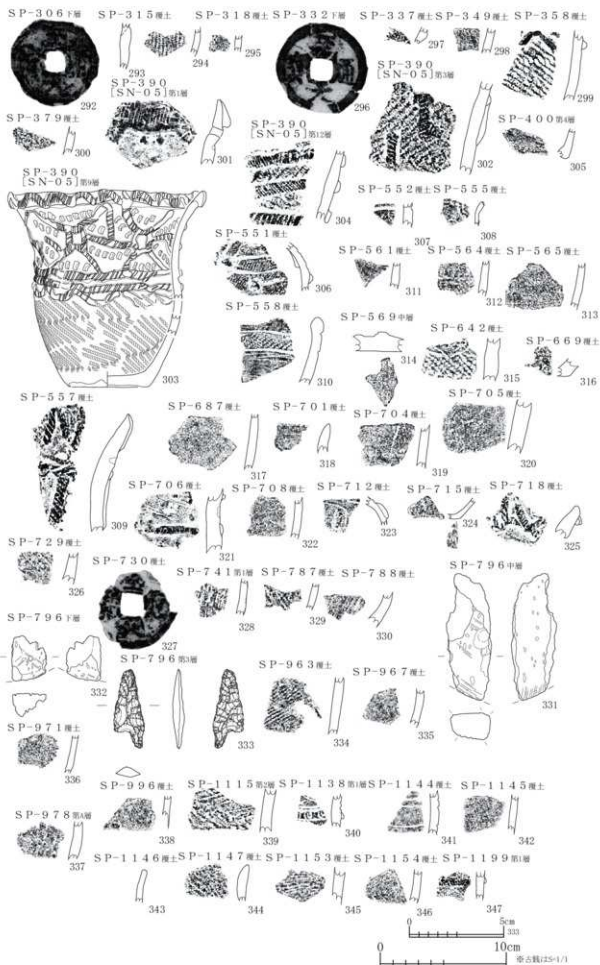 SP-306下層 SP-315覆土 SP-318覆土 SP-332下層 SP-337覆土 SP-349覆土 SP-358覆土
292 293 294 295 296 297 298 299
SP-379覆土 SP-390 [SN-05]第1層 SP-390 [SN-05]第12層 SP-390 [SN-05]第3層 SP-400第4層
300 301 304 302 305
SP-390
[SN-05]第9層
303
SP-551覆土 SP-552覆土 SP-555覆土
306 307 308
SP-558覆土 SP-561覆土 SP-564覆土 SP-565覆土
310 311 312 313
SP-569中層 SP-642覆土 SP-669覆土
314 315 316
SP-557覆土 SP-687覆土 SP-701覆土 SP-704覆土 SP-705覆土
309 317 318 319 320
SP-706覆土 SP-708覆土 SP-712覆土 SP-715覆土 SP-718覆土
321 322 323 324 325
SP-729覆土 SP-730覆土 SP-741第1層 SP-787覆土 SP-788覆土 SP-796中層
326 327 328 329 330 331
SP-796下層 SP-796第3層 SP-963覆土 SP-967覆土
332 333 334 335
SP-971覆土
336
SP-978第A層 SP-996覆土 SP-1115第2層 SP-1138第1層 SP-1144覆土 SP-1145覆土
337 338 339 340 341 342
SP-1146覆土 SP-1147覆土 SP-1153覆土 SP-1154覆土 SP-1199第1層
343 344 345 346 347
0 5cm
333
0 10cm
※古銭はS=1/1